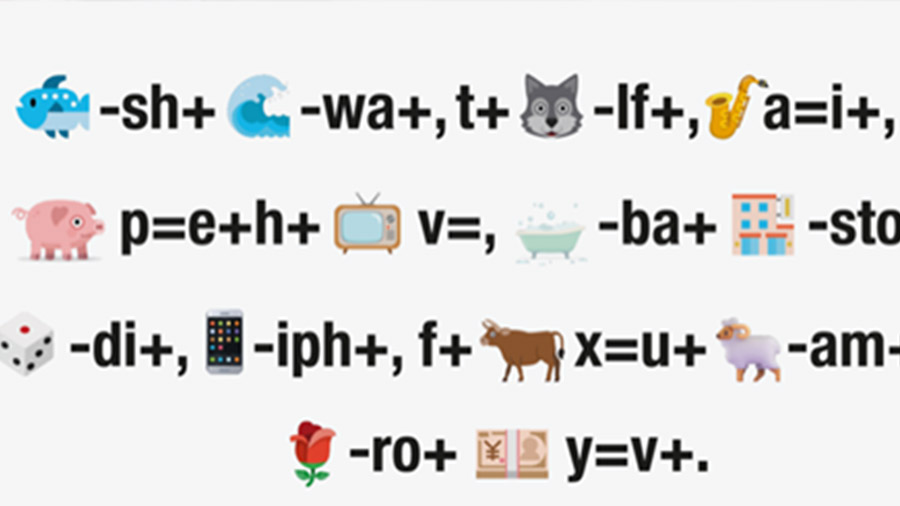 -sh+ -wa+, t+ -lf+, a=i+,
p=e+h+ v=, -ba+ -sto
-di+, -iph+, f+ x=u+ -am+
-ro+ y=v+.